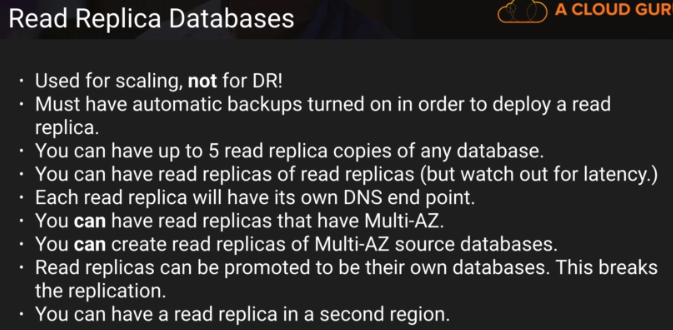 Read Replica Databases
A CLOUD GUR
· Used for scaling, not for DR!
· Must have automatic backups turned on in order to deploy a read
replica.
· You can have up to 5 read replica copies of any database.
· You can have read replicas of read replicas (but watch out for latency.)
· Each read replica will have its own DNS end point.
· You can have read replicas that have Multi-AZ.
· You can create read replicas of Multi-AZ source databases.
· Read replicas can be promoted to be their own databases. This breaks
the replication.
· You can have a read replica in a second region.